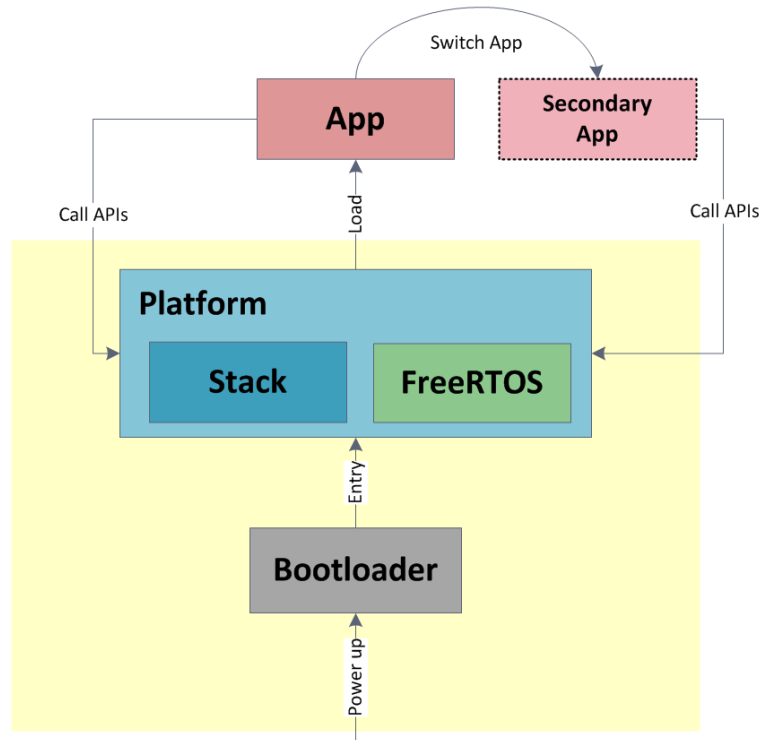 Switch App
App
Secondary
App
Call APIs
Load
Call APIs
Platform
Stack
FreeRTOS
Entry
Bootloader
Power up